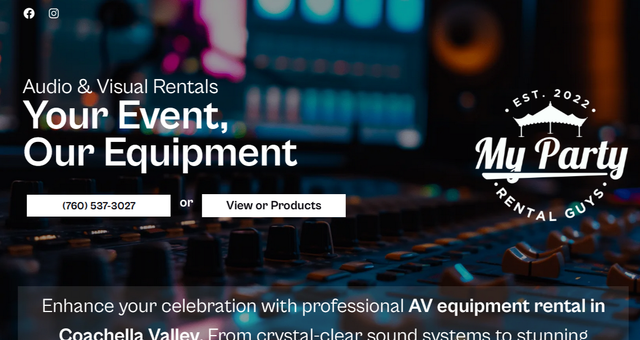 Audio & Visual Rentals
Your Event,
Our Equipment
(760) 537-3027
or
View or Products
• EST. 2022 •
My Party
• RENTAL GUYS •
Enhance your celebration with professional AV equipment rental in
Coachella Valley. From crystal-clear sound systems to stunning